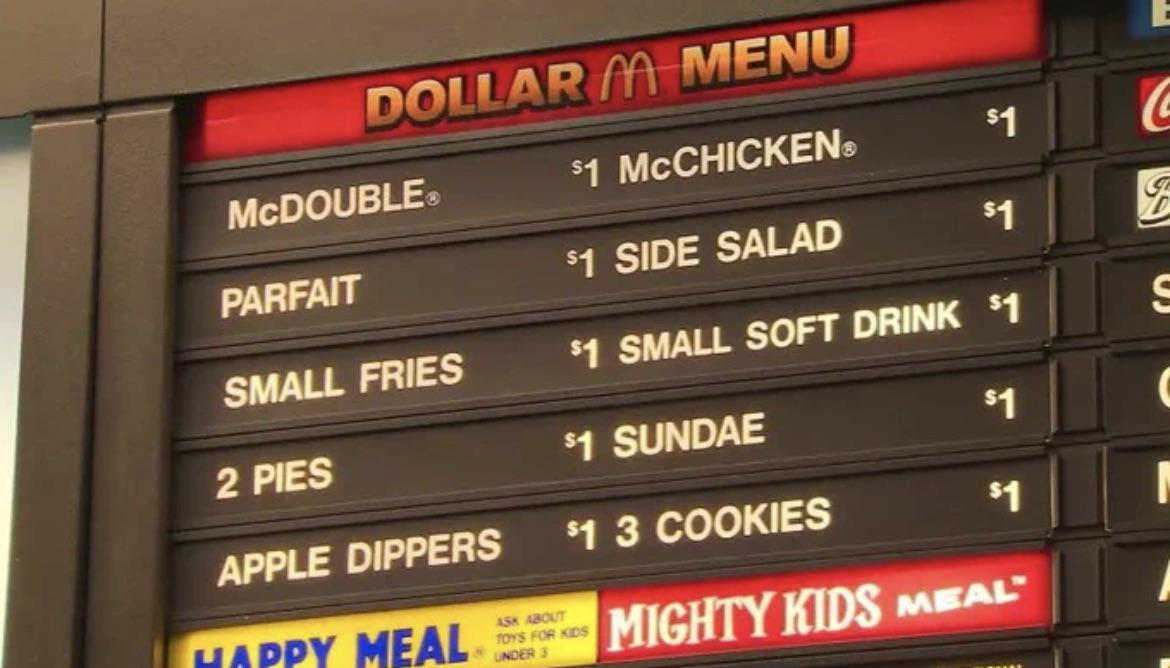 DOLLAR M MENU
McDOUBLE® $1 McCHICKEN® $1
PARFAIT $1 SIDE SALAD $1
SMALL FRIES $1 SMALL SOFT DRINK $1
2 PIES $1 SUNDAE $1
APPLE DIPPERS $1 3 COOKIES $1
HAPPY MEAL®
ASK ABOUT
TOYS FOR KIDS
UNDER 3
MIGHTY KIDS MEAL™